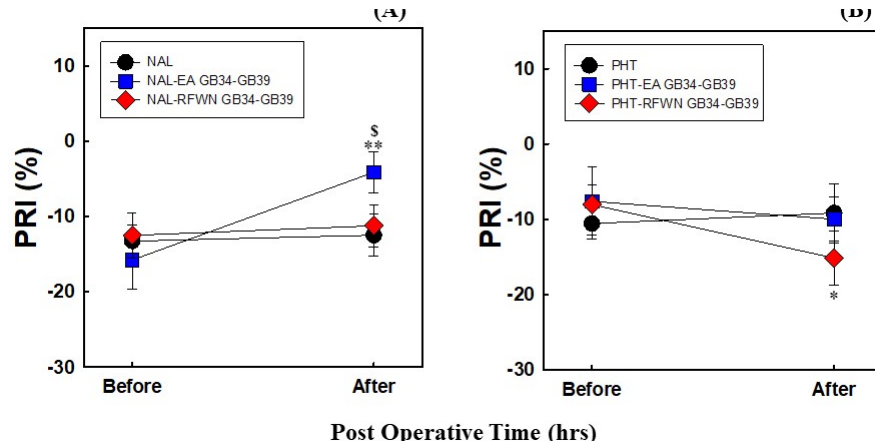 (A)
NAL
NAL-EA GB34-GB39
NAL-RFWN GB34-GB39
PRI (%)
10
0
-10
-20
-30
$
**
Before
After
(B)
PHT
PHT-EA GB34-GB39
PHT-RFWN GB34-GB39
PRI (%)
10
0
-10
-20
-30
*
Before
After
Post Operative Time (hrs)